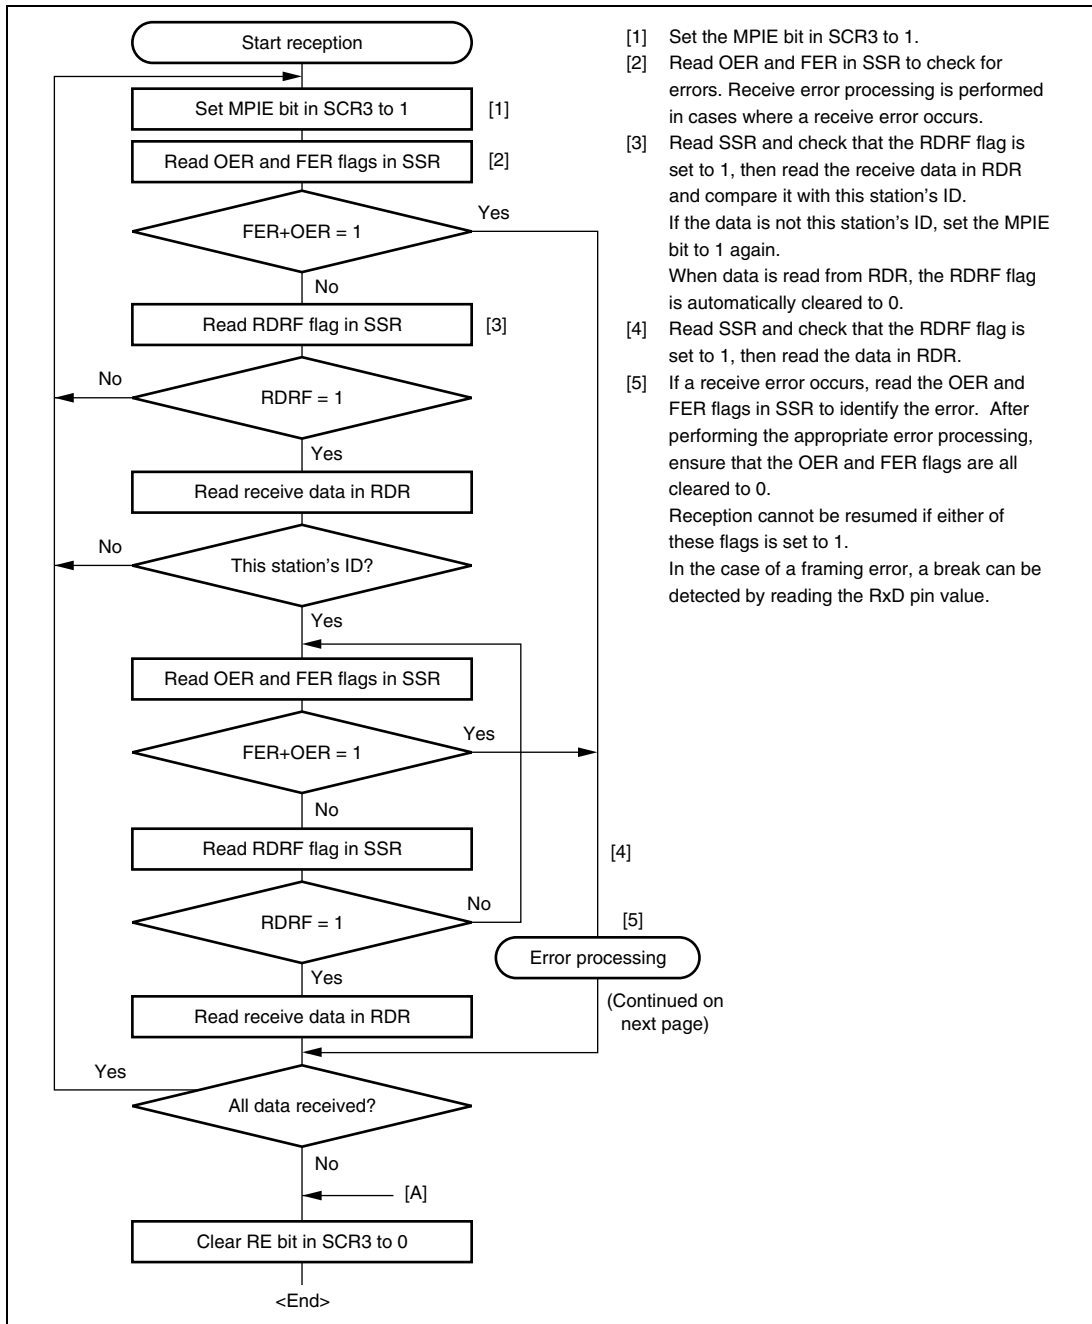 Start reception
Set MPIE bit in SCR3 to 1
[1]
Read OER and FER flags in SSR
[2]
FER+OER = 1
Yes
No
Read RDRF flag in SSR
[3]
No
RDRF = 1
Yes
Read receive data in RDR
No
This station's ID?
Yes
Read OER and FER flags in SSR
FER+OER = 1
Yes
No
Read RDRF flag in SSR
[4]
RDRF = 1
No
[5]
Error processing
Yes
(Continued on
next page)
Read receive data in RDR
Yes
All data received?
No
[A]
Clear RE bit in SCR3 to 0
<End>
[1] Set the MPIE bit in SCR3 to 1.
[2] Read OER and FER in SSR to check for
errors. Receive error processing is performed
in cases where a receive error occurs.
[3] Read SSR and check that the RDRF flag is
set to 1, then read the receive data in RDR
and compare it with this station's ID.
If the data is not this station's ID, set the MPIE
bit to 1 again.
When data is read from RDR, the RDRF flag
is automatically cleared to 0.
[4] Read SSR and check that the RDRF flag is
set to 1, then read the data in RDR.
[5] If a receive error occurs, read the OER and
FER flags in SSR to identify the error. After
performing the appropriate error processing,
ensure that the OER and FER flags are all
cleared to 0.
Reception cannot be resumed if either of
these flags is set to 1.
In the case of a framing error, a break can be
detected by reading the RxD pin value.